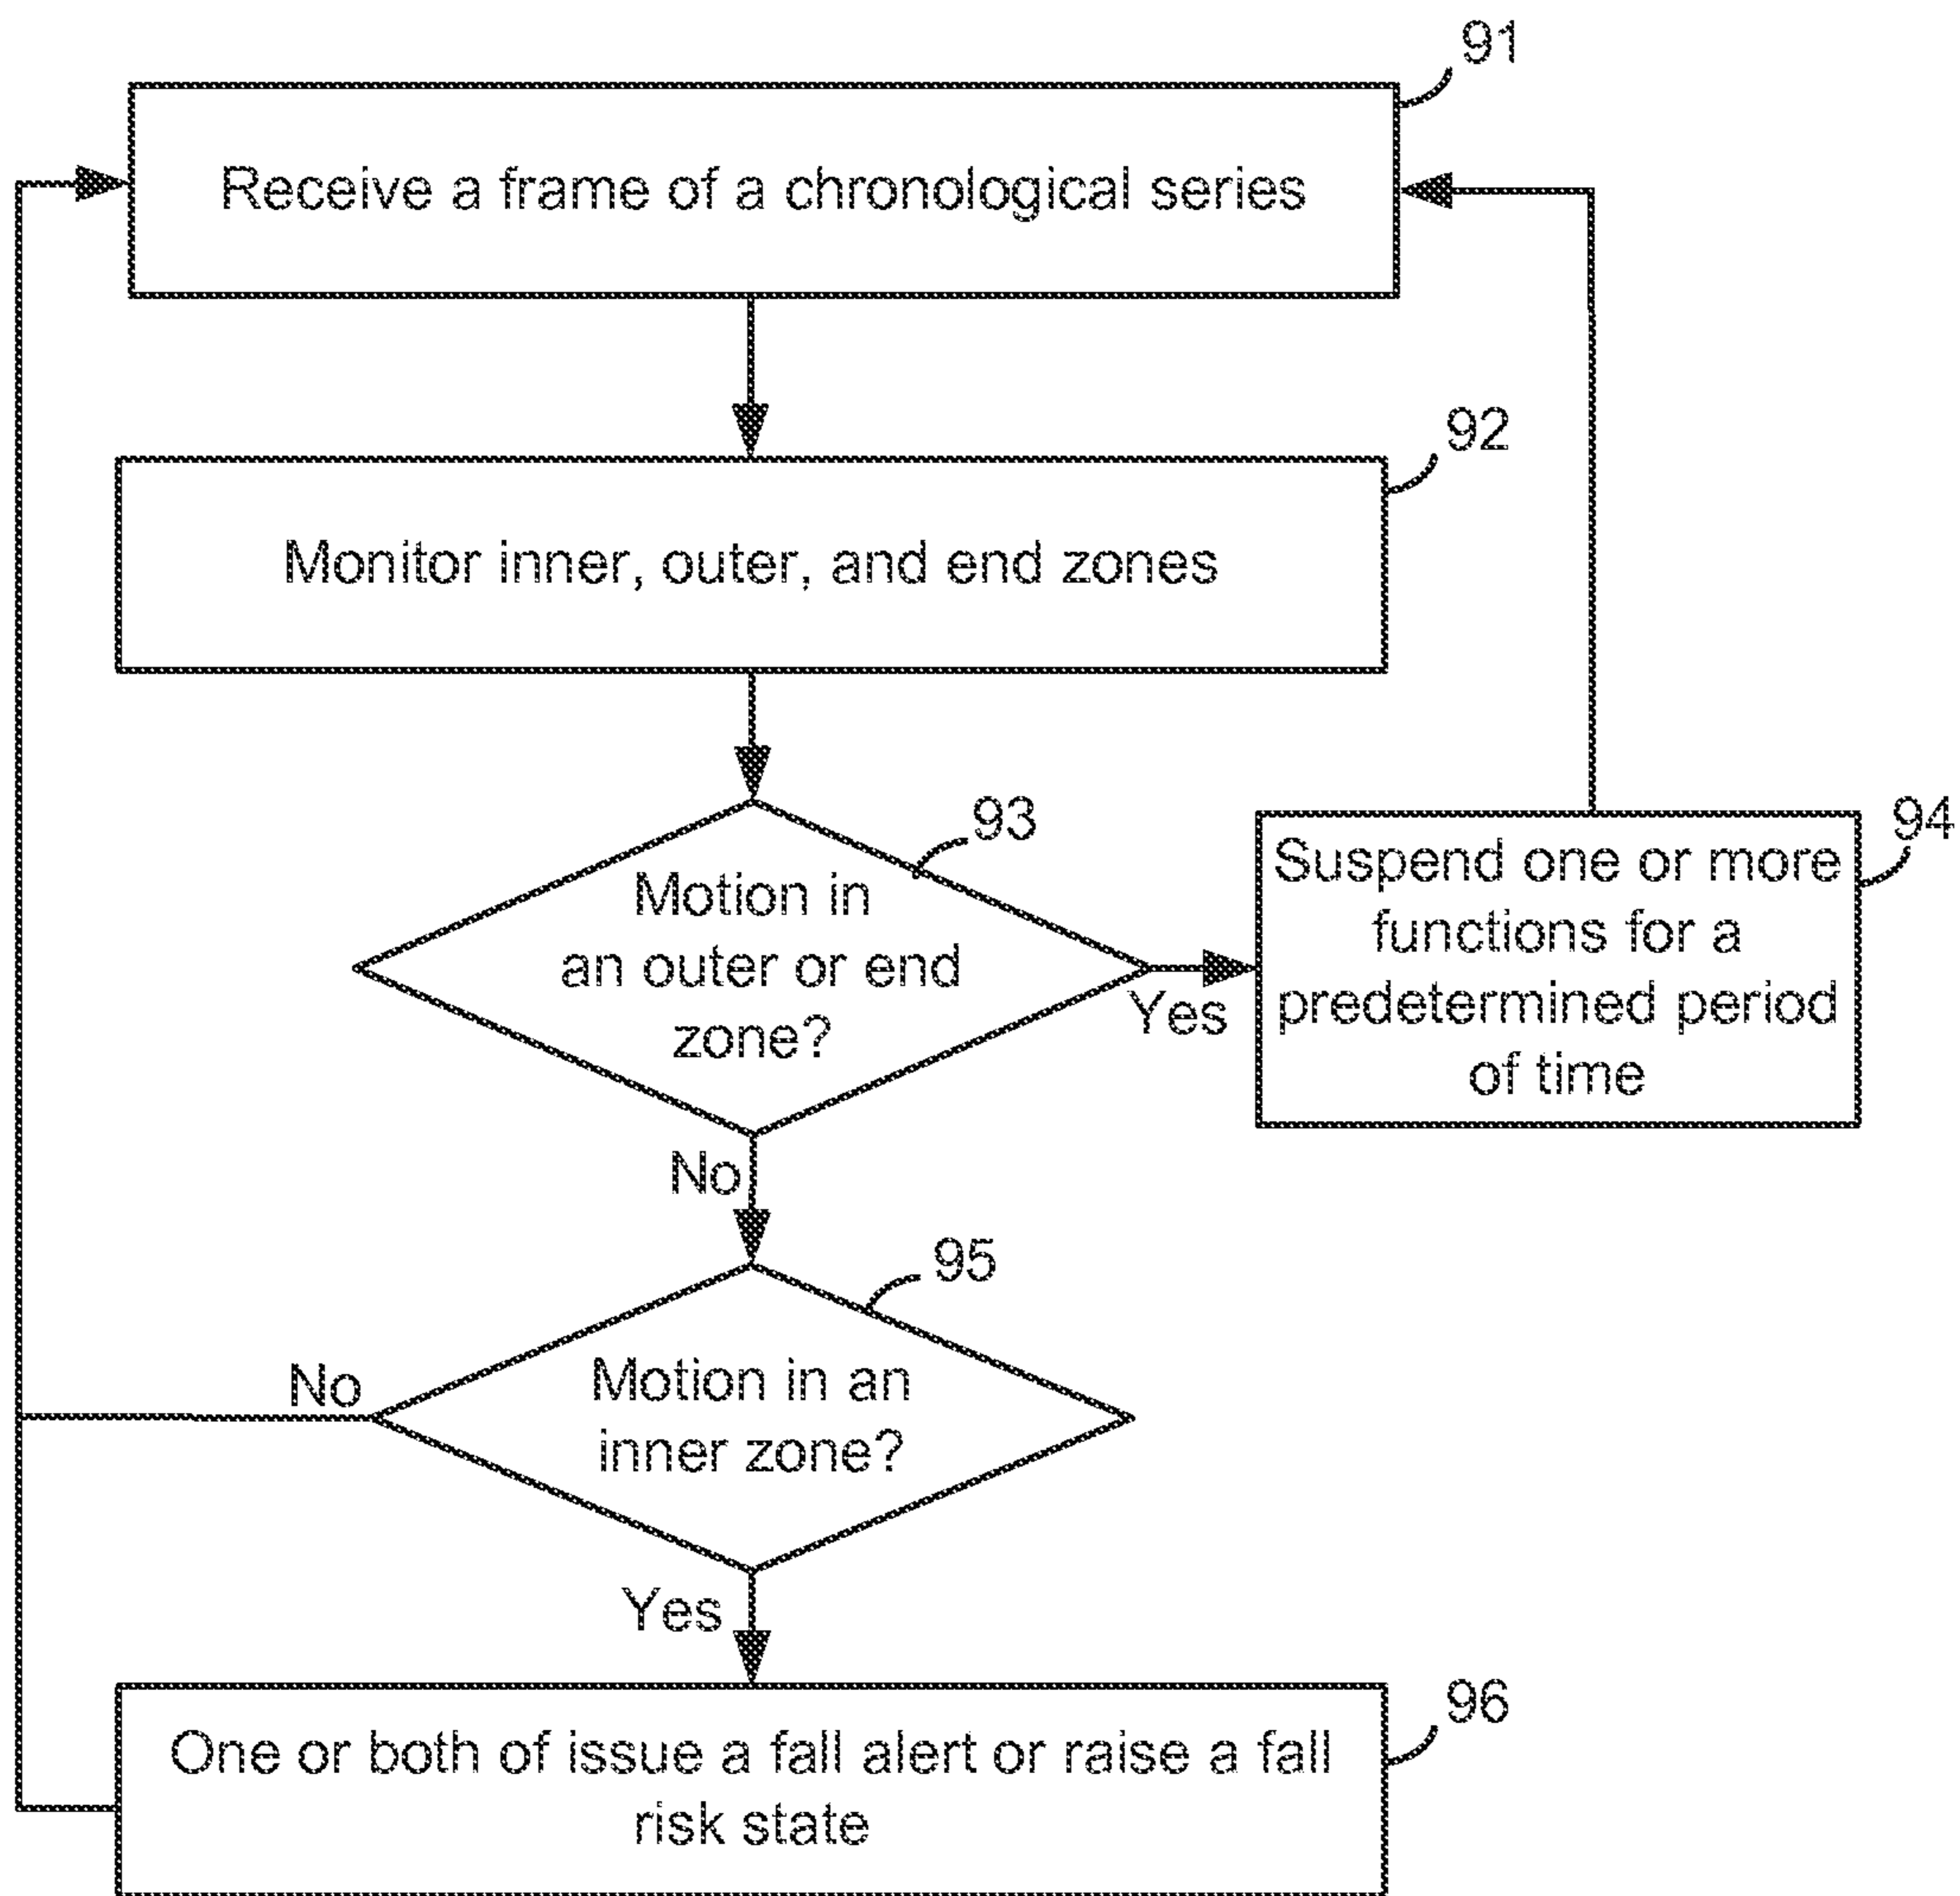 91
Receive a frame of a chronological series
92
Monitor inner, outer, and end zones
93
Motion in
an outer or end
zone?
Yes
94
Suspend one or more
functions for a
predetermined period
of time
No
95
Motion in an
inner zone?
No
Yes
96
One or both of issue a fall alert or raise a fall
risk state